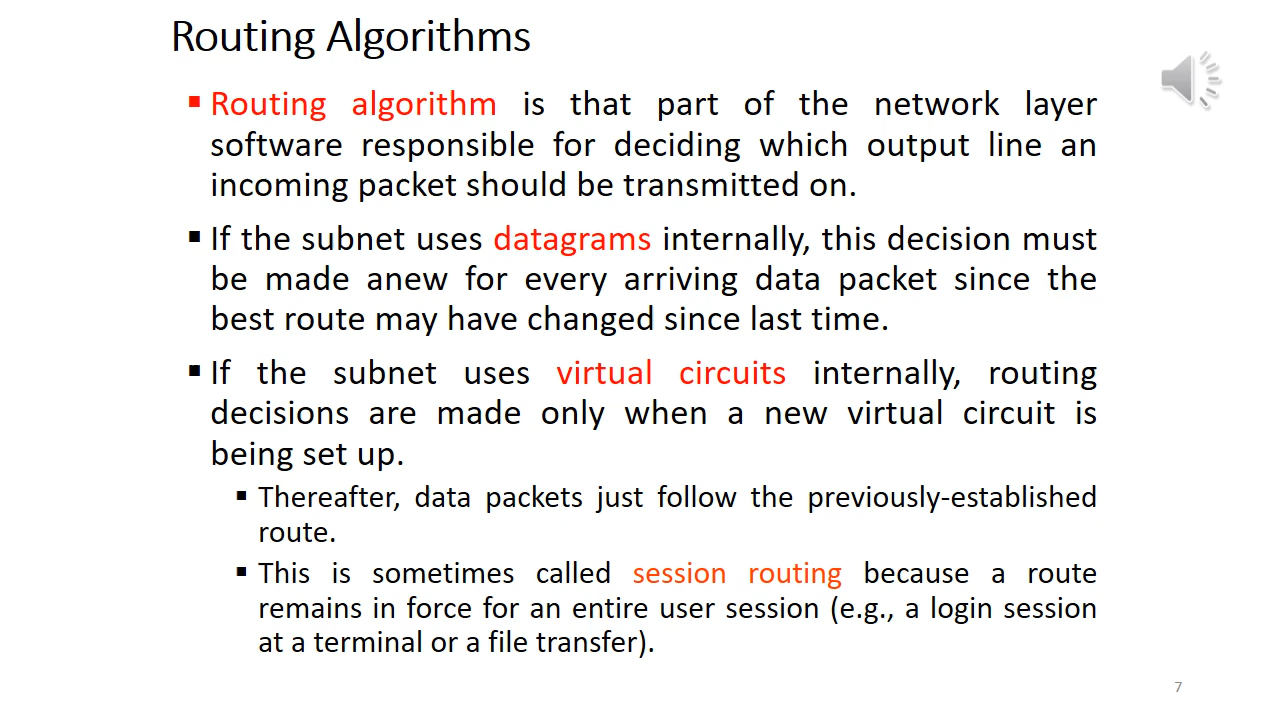 Routing Algorithms
▪ Routing algorithm is that part of the network layer
software responsible for deciding which output line an
incoming packet should be transmitted on.
▪ If the subnet uses datagrams internally, this decision must
be made anew for every arriving data packet since the
best route may have changed since last time.
▪ If the subnet uses virtual circuits internally, routing
decisions are made only when a new virtual circuit is
being set up.
▪ Thereafter, data packets just follow the previously-established
route.
▪ This is sometimes called session routing because a route
remains in force for an entire user session (e.g., a login session
at a terminal or a file transfer).
7